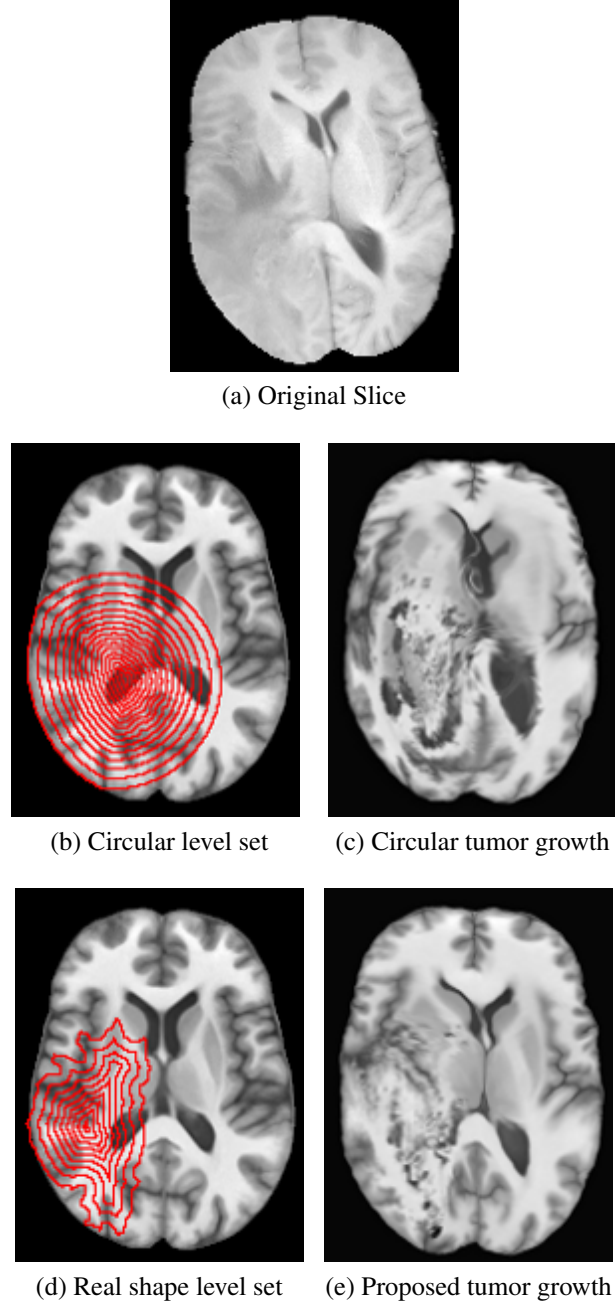 (a) Original Slice
(b) Circular level set
(c) Circular tumor growth
(d) Real shape level set
(e) Proposed tumor growth